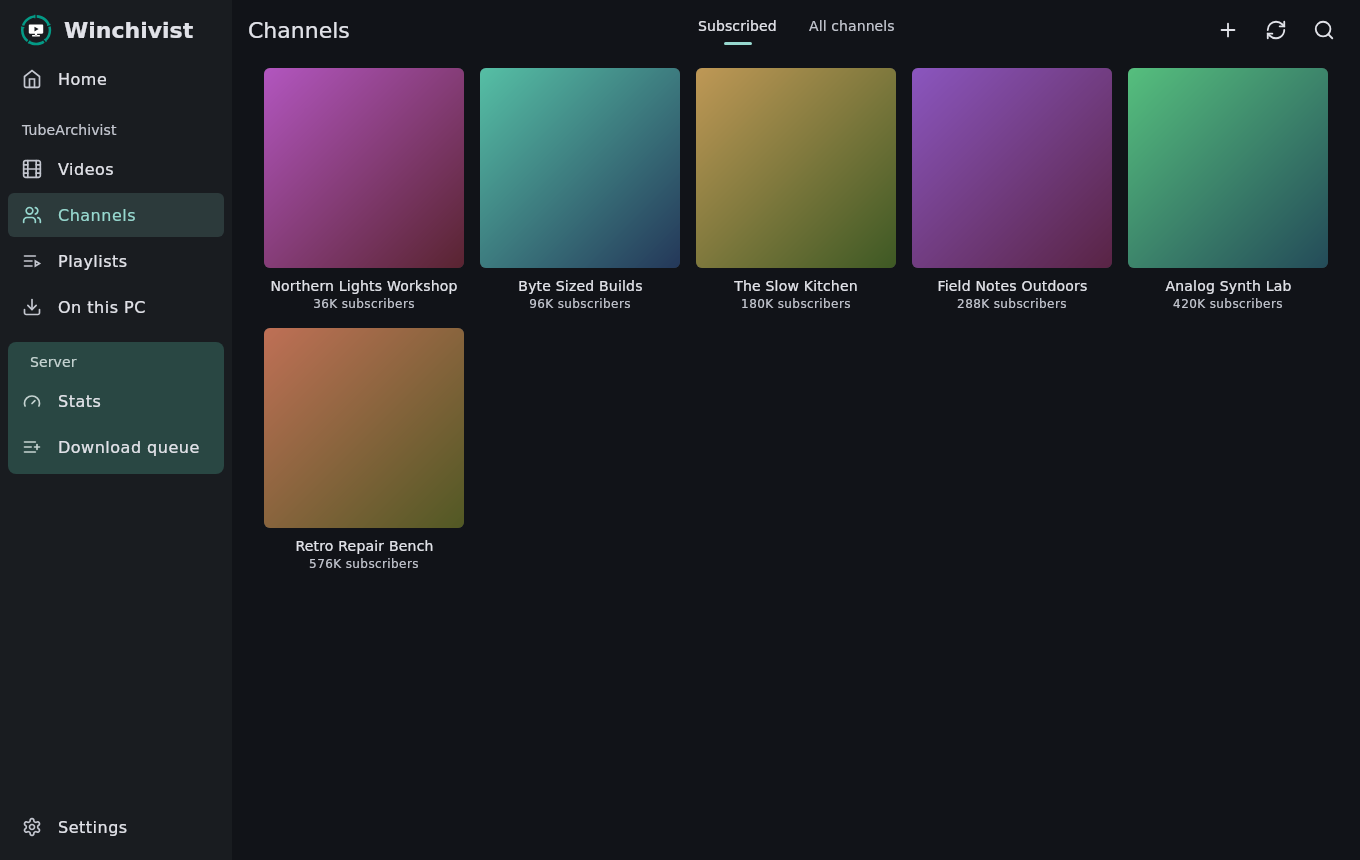 Winchivist
Home
TubeArchivist
Videos
Channels
Playlists
On this PC
Server
Stats
Download queue
Settings
Channels
Subscribed
All channels
Northern Lights Workshop
36K subscribers
Byte Sized Builds
96K subscribers
The Slow Kitchen
180K subscribers
Field Notes Outdoors
288K subscribers
Analog Synth Lab
420K subscribers
Retro Repair Bench
576K subscribers